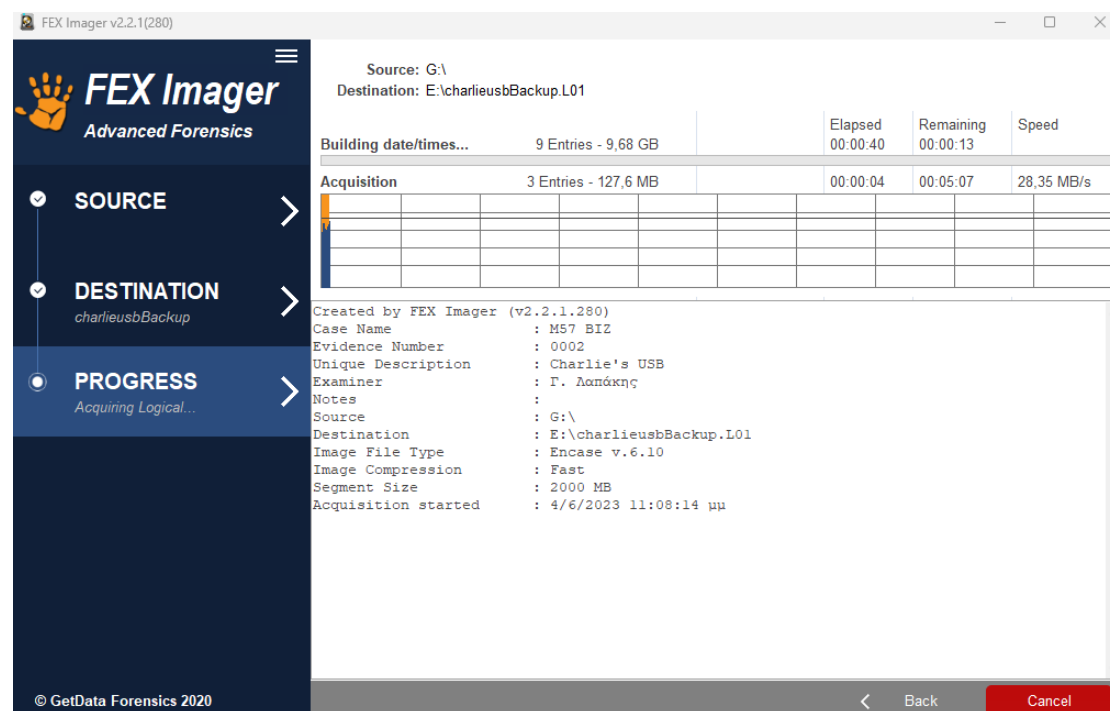 FEX Imager v2.2.1(280)
FEX Imager
Advanced Forensics
SOURCE
DESTINATION
charlieusbBackup
PROGRESS
Acquiring Logical...
© GetData Forensics 2020
Source: G:\
Destination: E:\charlieusbBackup.L01
Elapsed Remaining Speed
Building date/times... 9 Entries - 9,68 GB 00:00:40 00:00:13
Acquisition 3 Entries - 127,6 MB 00:00:04 00:05:07 28,35 MB/s
Created by FEX Imager (v2.2.1.280)
Case Name : M57 BIZ
Evidence Number : 0002
Unique Description : Charlie's USB
Examiner : Γ. Λαπάκης
Notes :
Source : G:\
Destination : E:\charlieusbBackup.L01
Image File Type : Encase v.6.10
Image Compression : Fast
Segment Size : 2000 MB
Acquisition started : 4/6/2023 11:08:14 μμ
Back Cancel